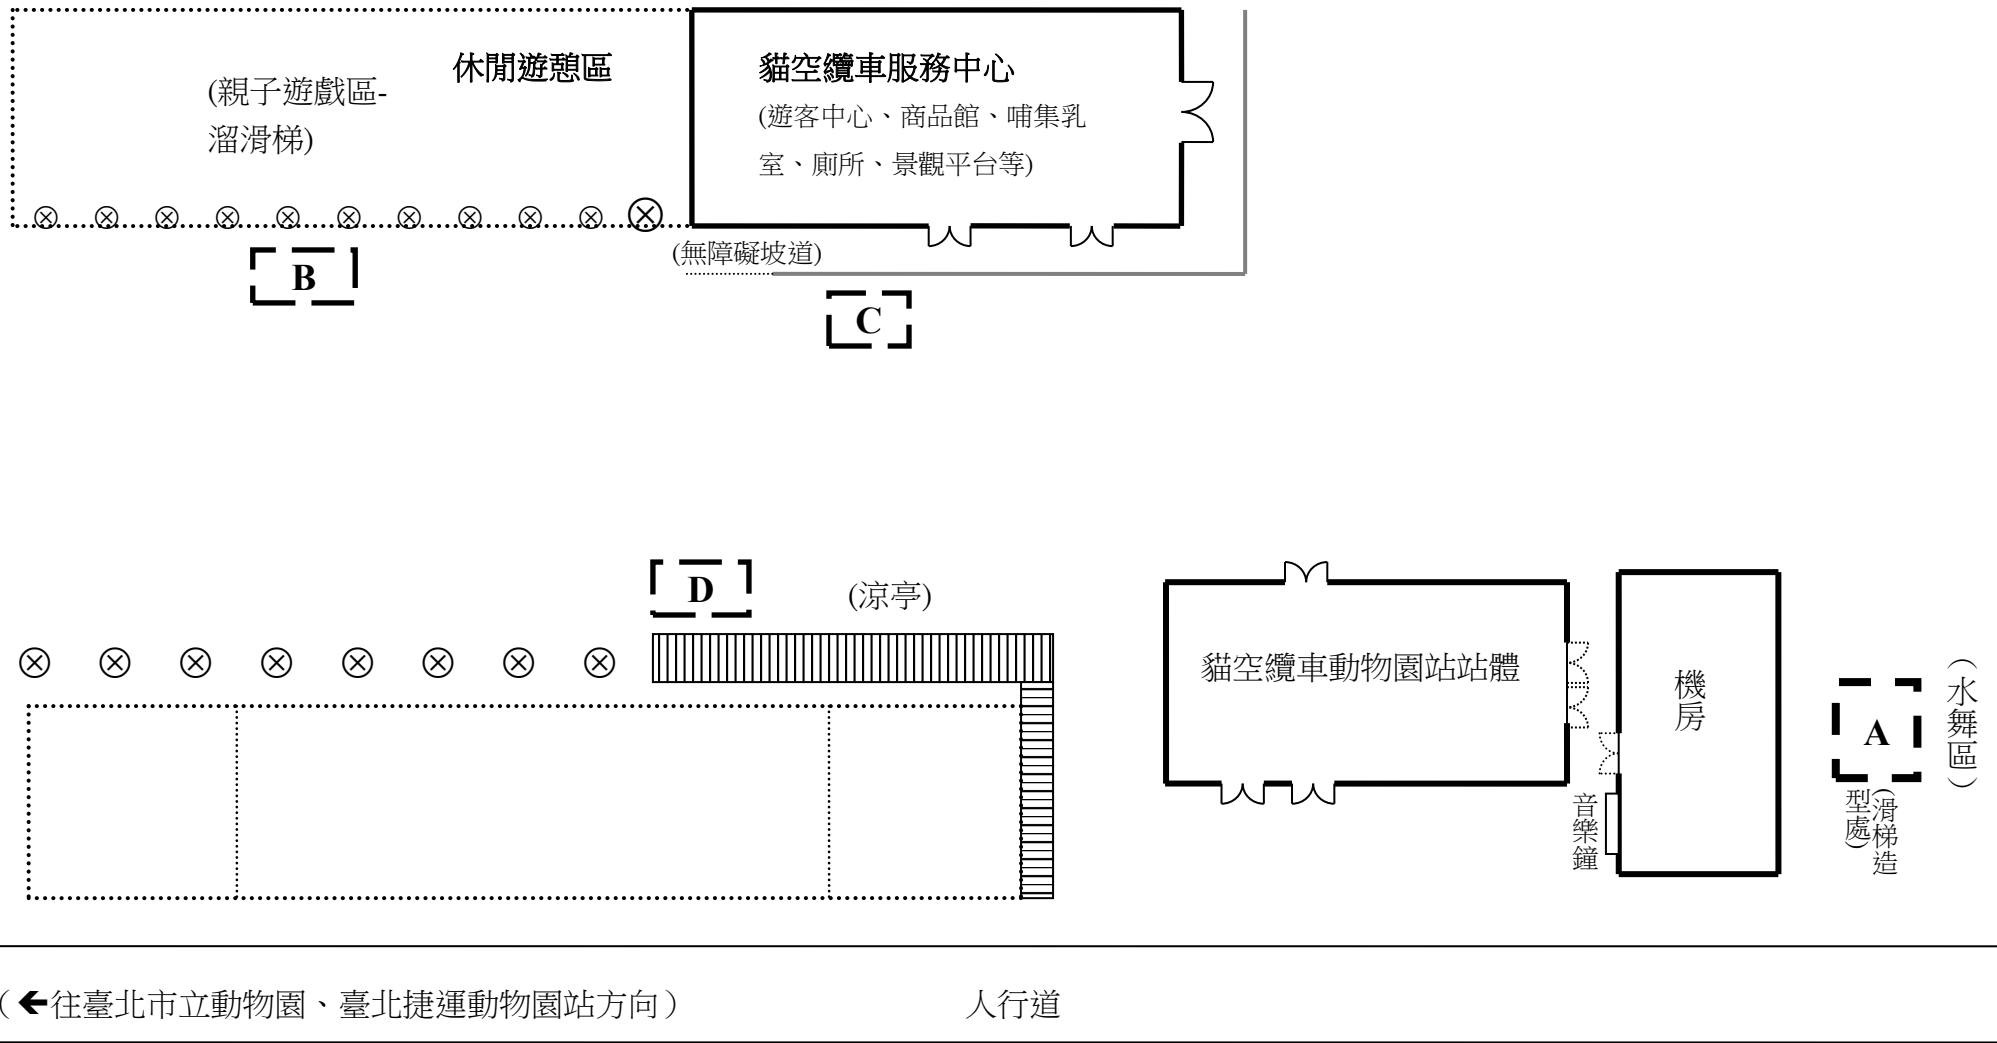 休閒遊憩區
(親子遊戲區-
溜滑梯)
貓空纜車服務中心
(遊客中心、商品館、哺集乳
室、廁所、景觀平台等)
(無障礙坡道)
B
C
D
(涼亭)
貓空纜車動物園站站體
機房
音樂鐘
A
(滑梯造
型處)
(水舞區)
(←往臺北市立動物園、臺北捷運動物園站方向)
人行道